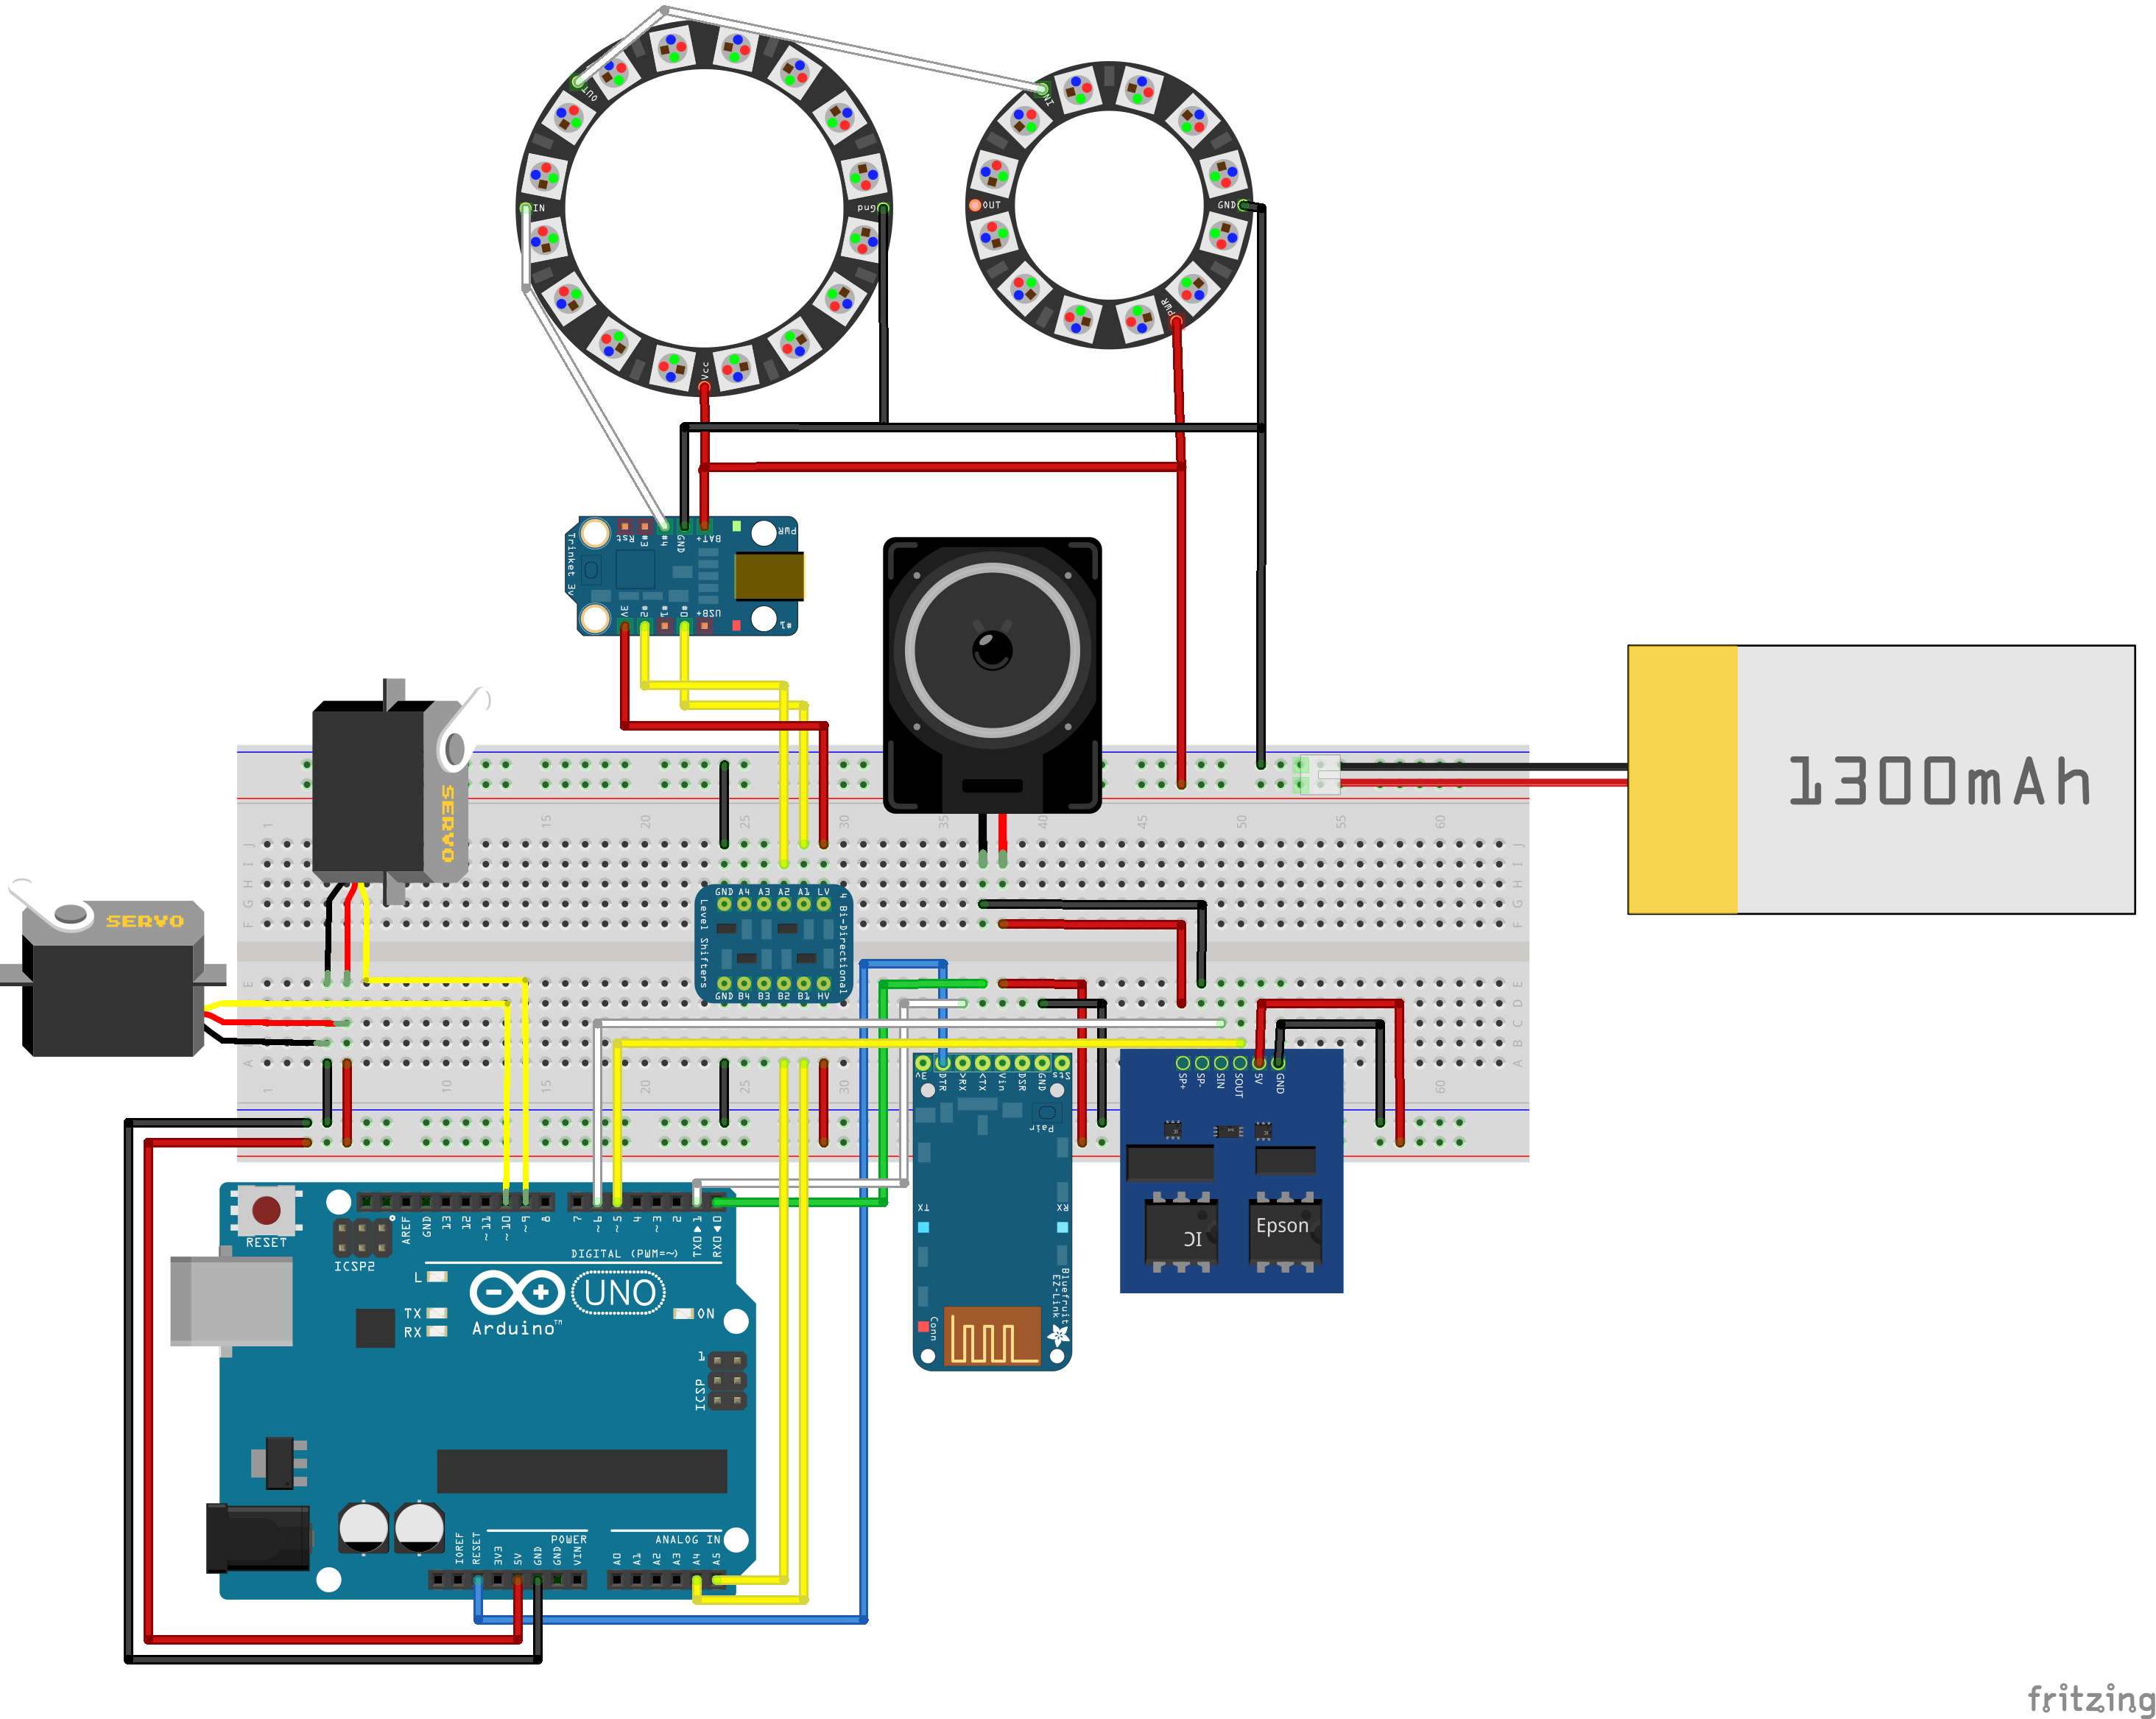 OUT
IN
IN
Gnd
OUT
GND
Vcc
PWR
Trinket 3V
Rst
#3
#4
GND
BAT+
PWR
3V
#2
#1
#0
USB+
#1
SERVO
SERVO
1300mAh
1
15
20
25
30
35
40
45
50
55
60
J
I
H
G
F
J
I
H
G
F
GND A4 A3 A2 A1 LV
Level Shifters
4 Bi-Directional
GND B4 B3 B2 B1 HV
E
A
E
D
C
B
A
1
10
15
20
25
30
60
3V
DTR
>RX
<TX
Vin
DSR
GND
Sts
Pair
TX
RX
Conn
Bluefruit
EZ-Link
SP+
SP-
SIN
SOUT
5V
GND
IC
Epson
RESET
ICSP2
AREF
GND
13
12
~11
~10
~9
8
7
~6
~5
4
~3
2
TX0▶1
RX0◀0
DIGITAL (PWM=~)
L
TX
RX
UNO
Arduino™
ON
1
ICSP
IOREF
RESET
3V3
5V
GND
GND
VIN
POWER
ANALOG IN
A0
A1
A2
A3
A4
A5
fritzing